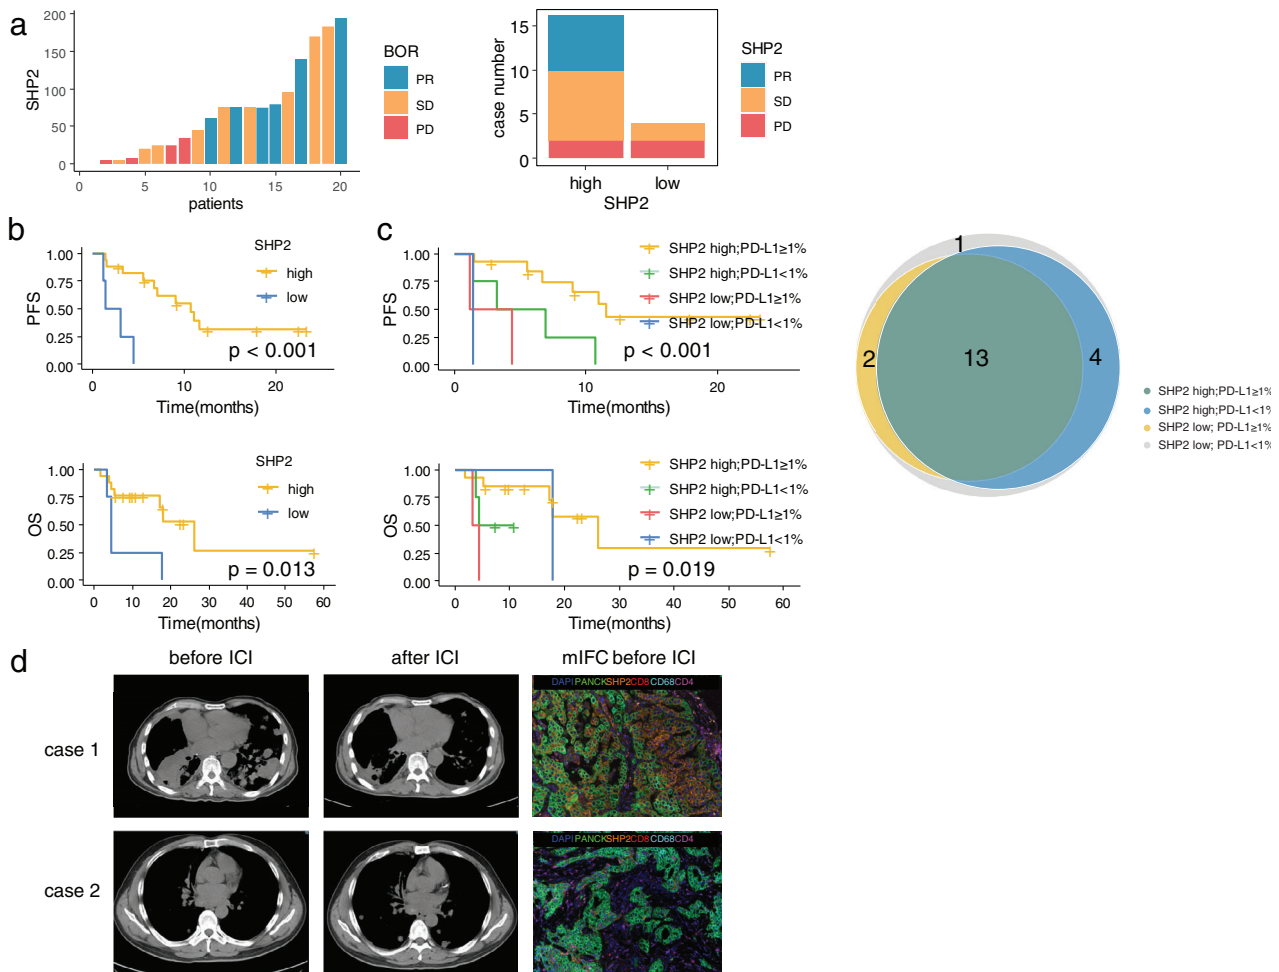 a
200
150
100
50
0
SHP2
0
5
10
15
20
patients
BOR
PR
SD
PD
15
10
5
0
case number
high
low
SHP2
SHP2
PR
SD
PD
b
1.00
0.75
0.50
0.25
0.00
PFS
SHP2
high
low
p < 0.001
0
10
20
Time(months)
1.00
0.75
0.50
0.25
0.00
OS
SHP2
high
low
p = 0.013
0
10
20
30
40
50
60
Time(months)
c
1.00
0.75
0.50
0.25
0.00
PFS
SHP2 high;PD-L1≥1%
SHP2 high;PD-L1<1%
SHP2 low;PD-L1≥1%
SHP2 low;PD-L1<1%
p < 0.001
0
10
20
Time(months)
1.00
0.75
0.50
0.25
0.00
OS
SHP2 high;PD-L1≥1%
SHP2 high;PD-L1<1%
SHP2 low;PD-L1≥1%
SHP2 low;PD-L1<1%
p = 0.019
0
10
20
30
40
50
60
Time(months)
1
2
13
4
SHP2 high;PD-L1≥1%
SHP2 high;PD-L1<1%
SHP2 low; PD-L1≥1%
SHP2 low; PD-L1<1%
d
before ICI
after ICI
mIFC before ICI
case 1
DAPI PANCK SHP2 CD8 CD68 CD4
case 2
DAPI PANCK SHP2 CD8 CD68 CD4